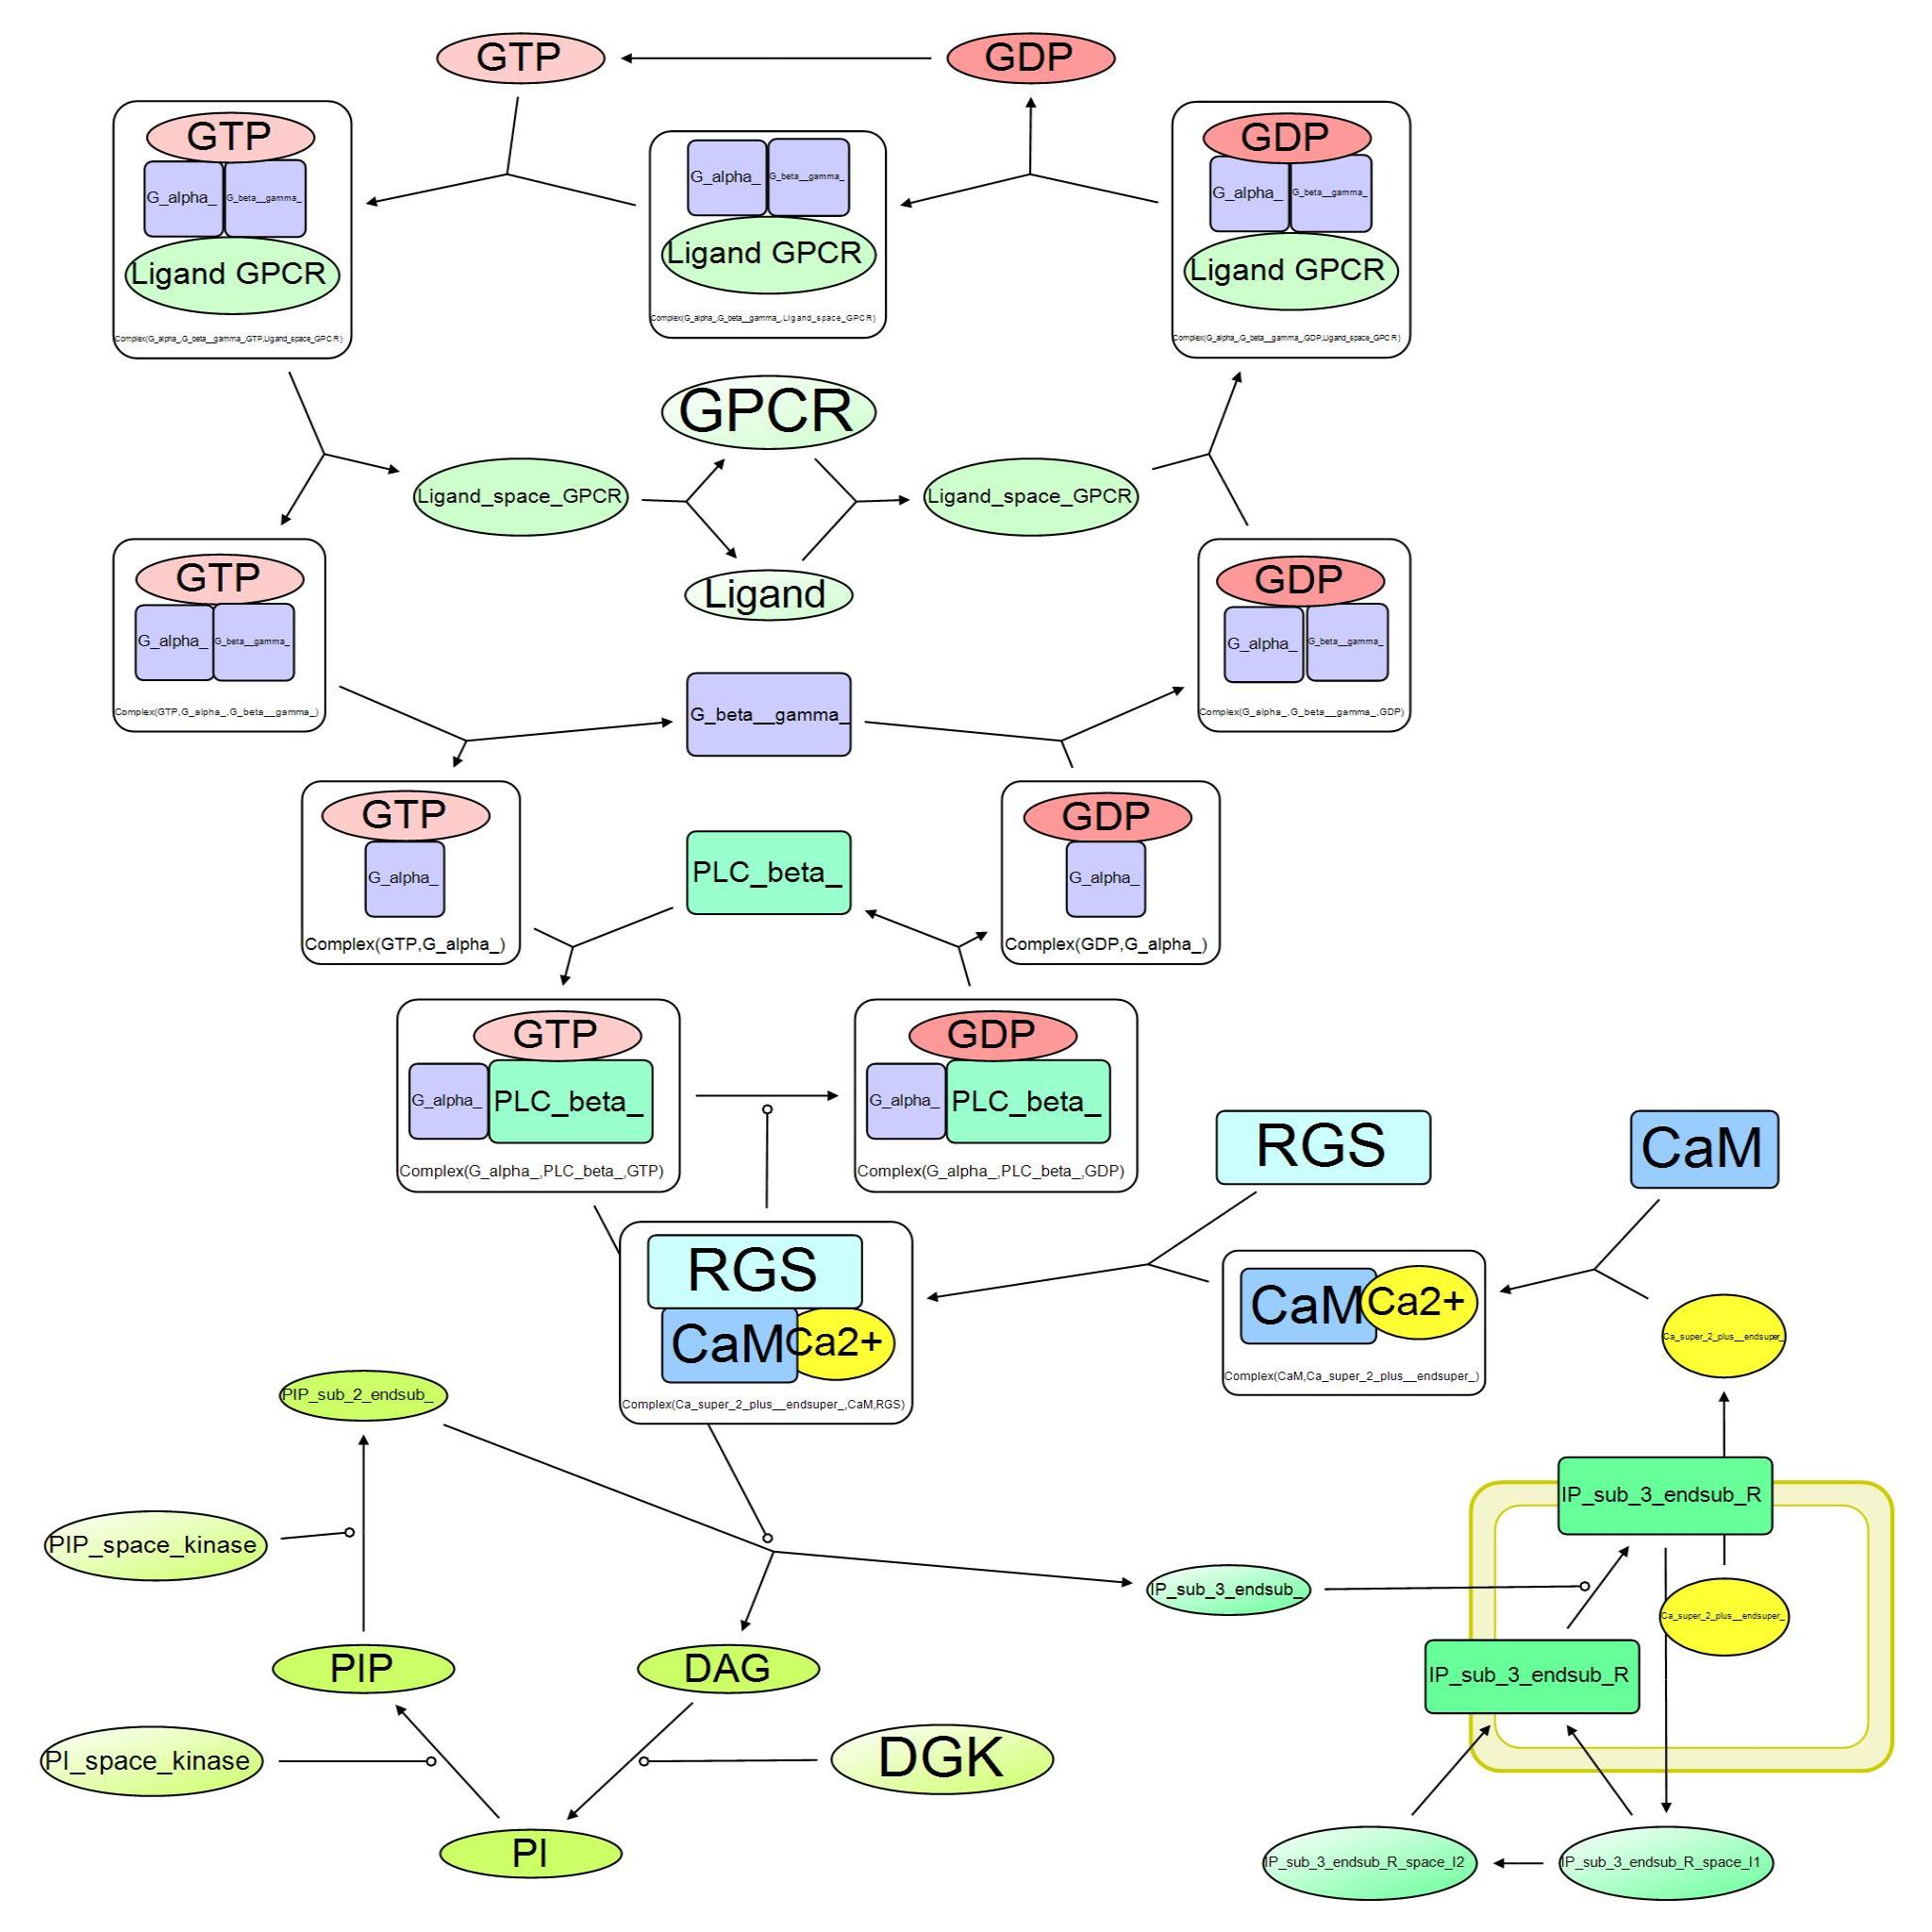 GTP
GDP
GTP
G_alpha_
G_beta__gamma_
Ligand GPCR
Complex(G_alpha_,G_beta__gamma_,GTP,Ligand_space_GPCR)
G_alpha_
G_beta__gamma_
Ligand GPCR
Complex(G_alpha_,G_beta__gamma_,Ligand_space_GPCR)
GDP
G_alpha_
G_beta__gamma_
Ligand GPCR
Complex(G_alpha_,G_beta__gamma_,GDP,Ligand_space_GPCR)
GPCR
Ligand_space_GPCR
Ligand_space_GPCR
Ligand
GTP
G_alpha_
G_beta__gamma_
Complex(GTP,G_alpha_,G_beta__gamma_)
GDP
G_alpha_
G_beta__gamma_
Complex(G_alpha_,G_beta__gamma_,GDP)
G_beta__gamma_
GTP
G_alpha_
Complex(GTP,G_alpha_)
PLC_beta_
GDP
G_alpha_
Complex(GDP,G_alpha_)
GTP
G_alpha_
PLC_beta_
Complex(G_alpha_,PLC_beta_,GTP)
GDP
G_alpha_
PLC_beta_
Complex(G_alpha_,PLC_beta_,GDP)
RGS
CaM
RGS
CaM
Ca2+
Complex(Ca_super_2_plus__endsuper_,CaM,RGS)
CaM
Ca2+
Complex(CaM,Ca_super_2_plus__endsuper_)
Ca_super_2_plus__endsuper_
PIP_sub_2_endsub_
IP_sub_3_endsub_R
PIP_space_kinase
IP_sub_3_endsub_
Ca_super_2_plus__endsuper_
PIP
DAG
IP_sub_3_endsub_R
PI_space_kinase
DGK
PI
IP_sub_3_endsub_R_space_I2
IP_sub_3_endsub_R_space_I1